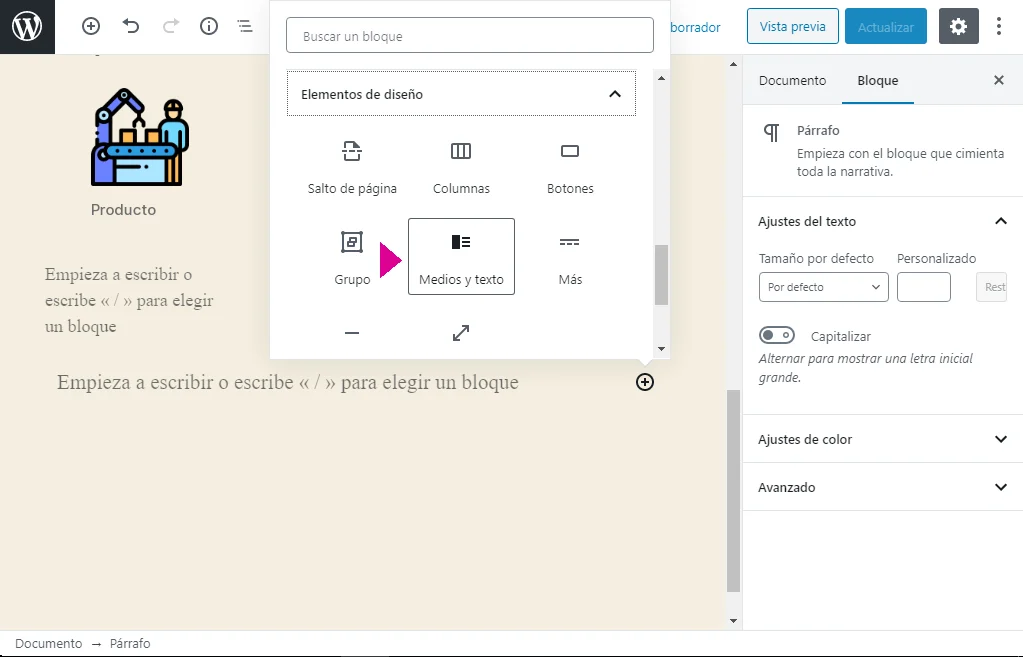 Buscar un bloque
borrador
Vista previa
Actualizar
Elementos de diseño
Salto de página
Columnas
Botones
Grupo
Medios y texto
Más
Producto
Empieza a escribir o
escribe « / » para elegir
un bloque
Empieza a escribir o escribe « / » para elegir un bloque
Documento
Bloque
Párrafo
Empieza con el bloque que cimienta
toda la narrativa.
Ajustes del texto
Tamaño por defecto
Personalizado
Por defecto
Rest
Capitalizar
Alternar para mostrar una letra inicial
grande.
Ajustes de color
Avanzado
Documento → Párrafo